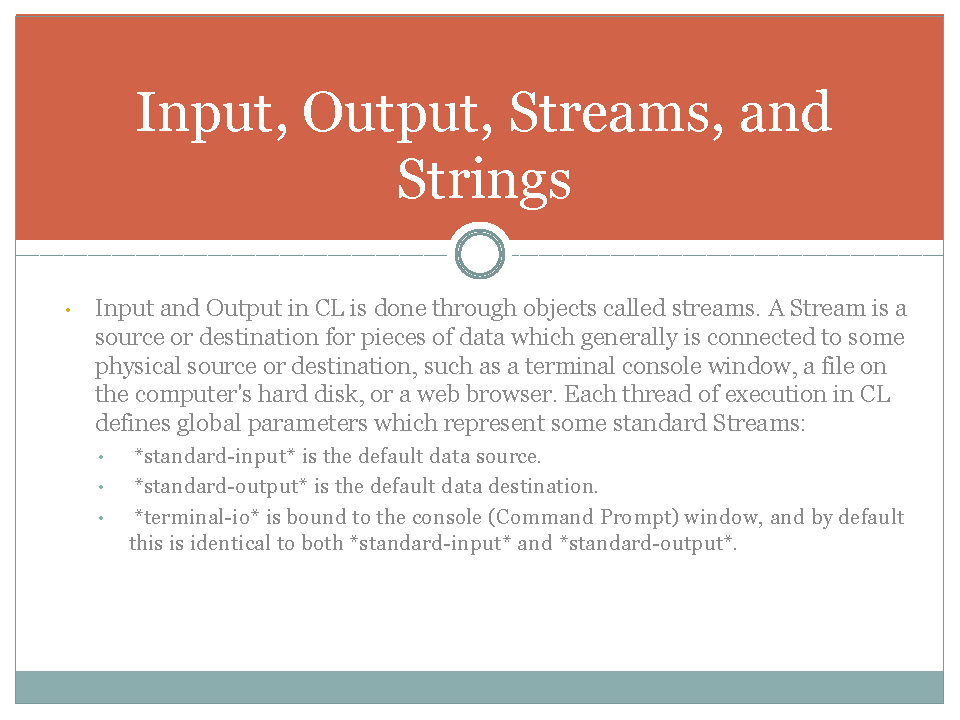 Input, Output, Streams, and
Strings
• Input and Output in CL is done through objects called streams. A Stream is a
source or destination for pieces of data which generally is connected to some
physical source or destination, such as a terminal console window, a file on
the computer's hard disk, or a web browser. Each thread of execution in CL
defines global parameters which represent some standard Streams:
• *standard-input* is the default data source.
• *standard-output* is the default data destination.
• *terminal-io* is bound to the console (Command Prompt) window, and by default
this is identical to both *standard-input* and *standard-output*.